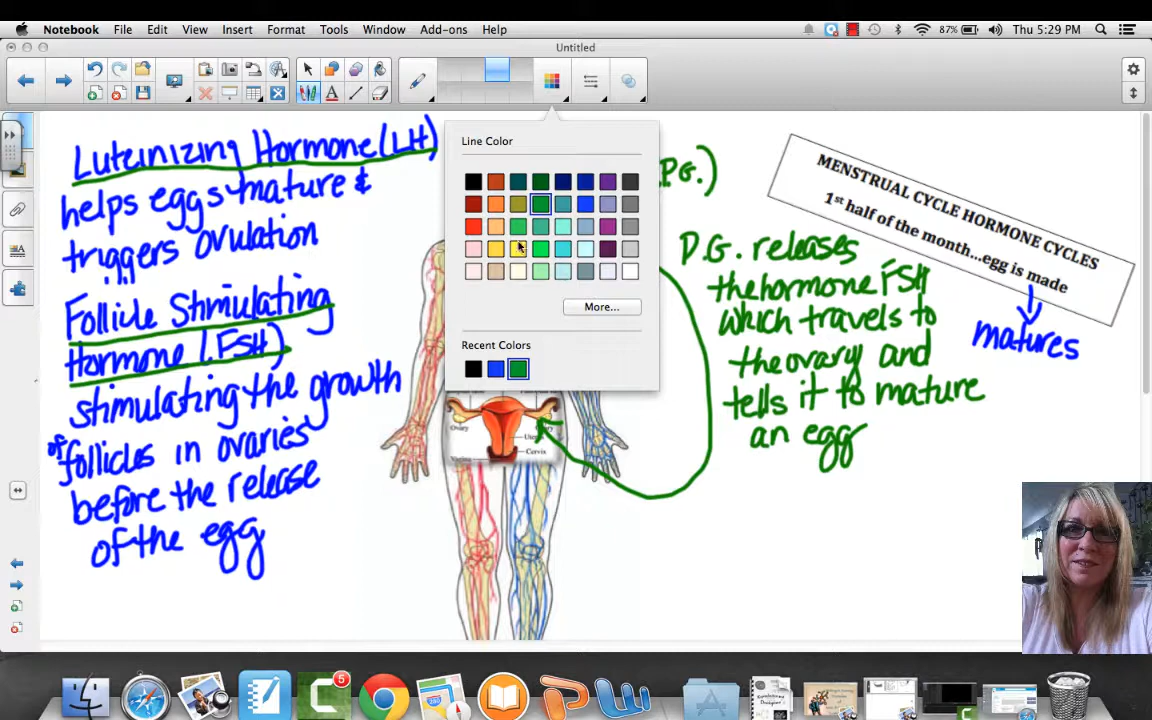 Notebook File Edit View Insert Format Tools Window Add-ons Help 87% Thu 5:29 PM
Untitled
Line Color
More...
Recent Colors
Luteinizing Hormone (LH)
helps eggs mature &
triggers ovulation
Follicle Stimulating
Hormone (FSH)
stimulating the growth
of follicles in ovaries
before the release
of the egg
P.G.)
P.G. releases
the hormone FSH
which travels to
the ovary and
tells it to mature
an egg
MENSTRUAL CYCLE HORMONE CYCLES
1st half of the month...egg is made
matures
Ovary
Cervix
5